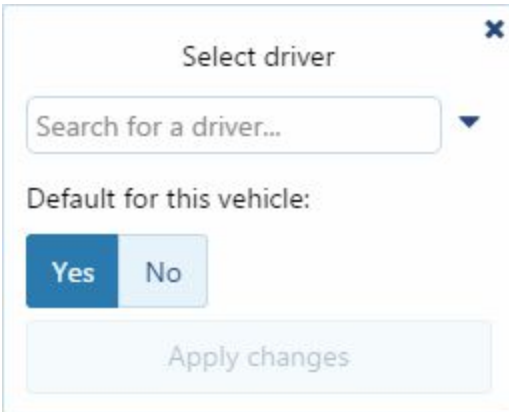 Select driver
Search for a driver...
Default for this vehicle:
Yes No
Apply changes